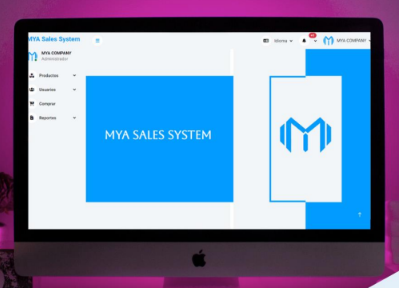 MYA Sales System
Idioma
MYA COMPANY
MYA COMPANY
Administrador
Productos
Usuarios
Comprar
Reportes
MYA SALES SYSTEM